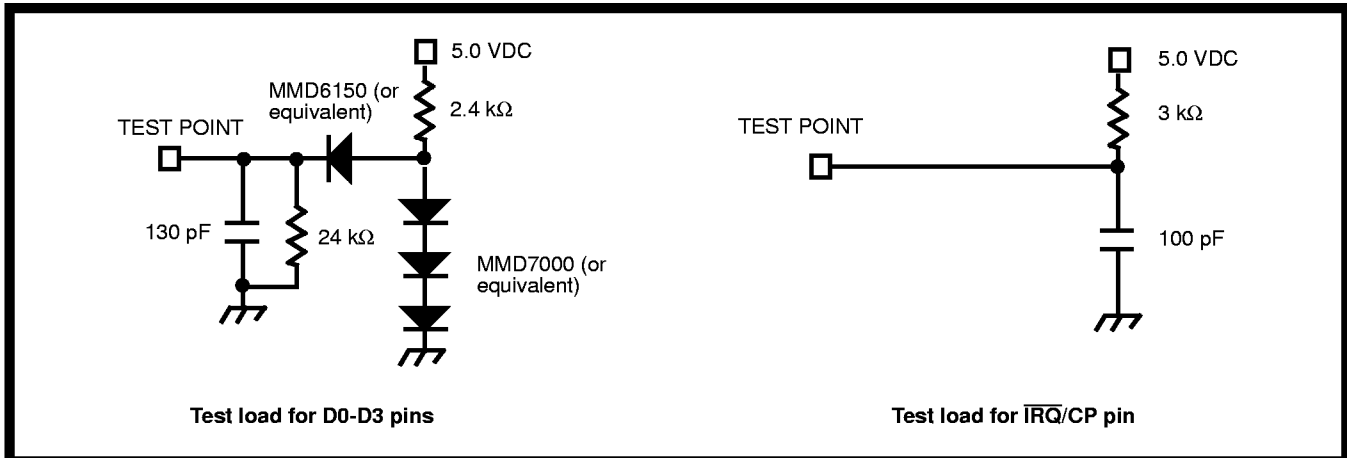 5.0 VDC
MMD6150 (or
equivalent)
2.4 kΩ
TEST POINT
130 pF
24 kΩ
MMD7000 (or
equivalent)
Test load for D0-D3 pins
5.0 VDC
3 kΩ
TEST POINT
100 pF
Test load for I̅R̅Q̅/CP pin